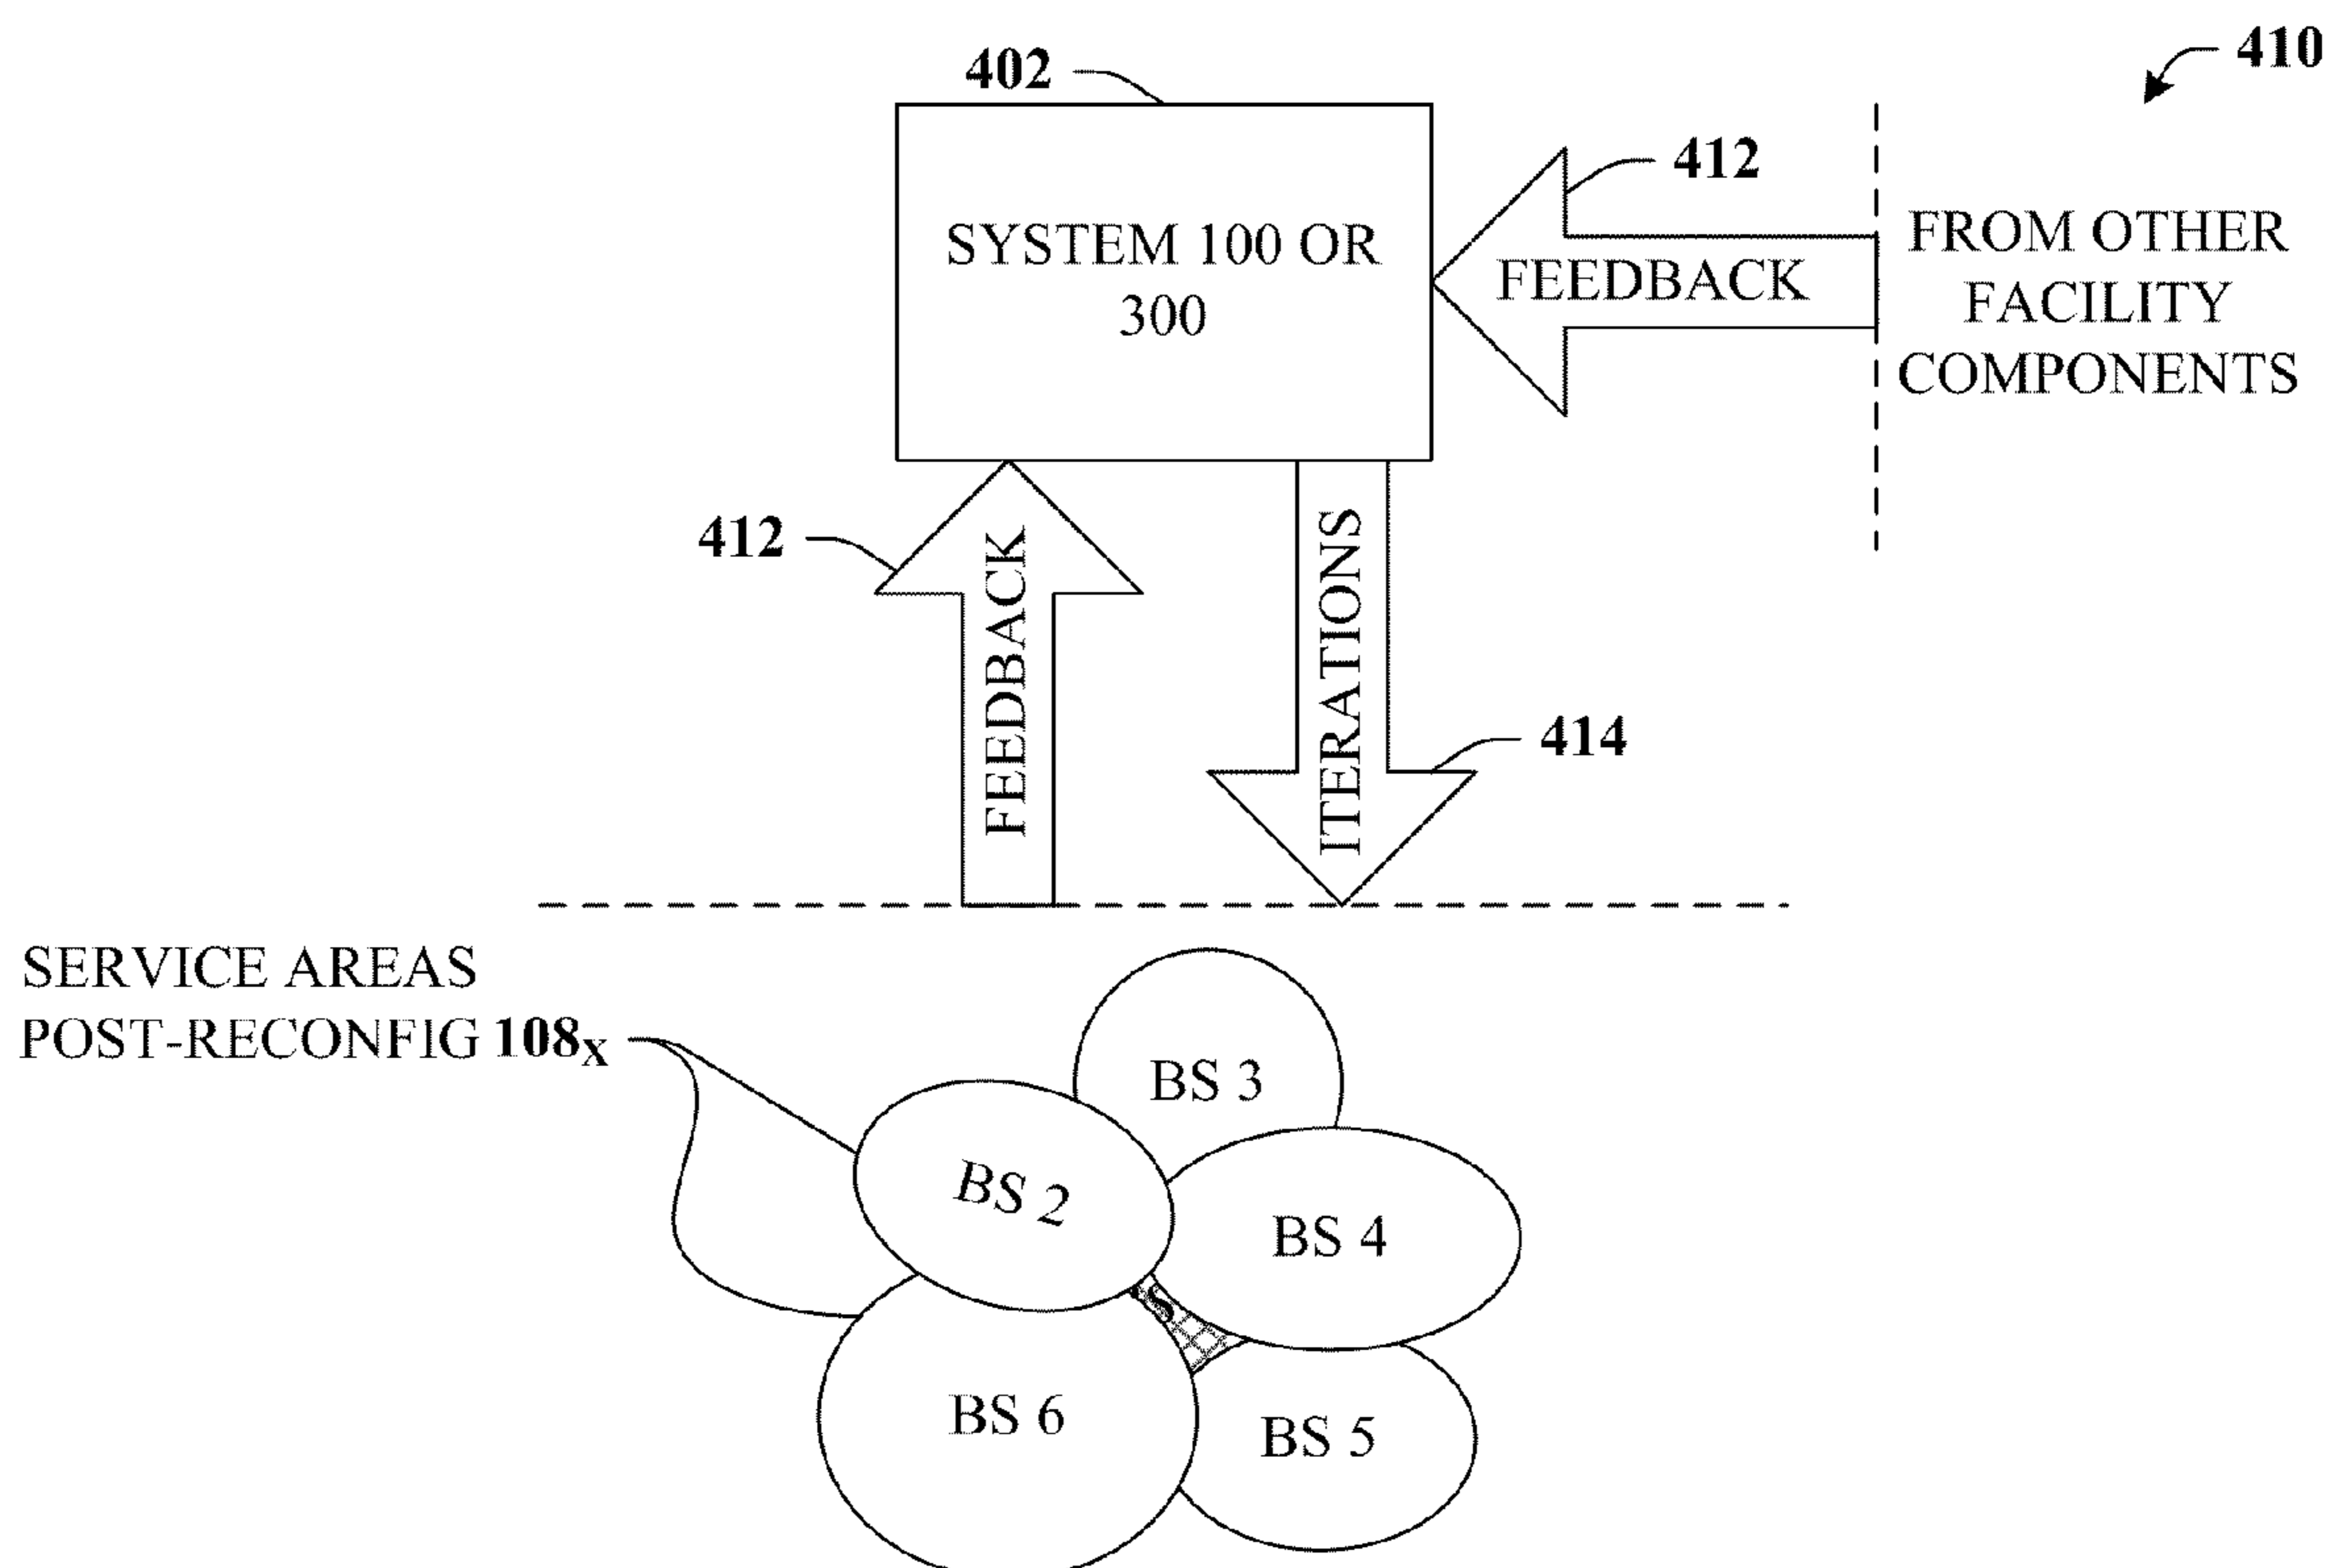 410
402
412
SYSTEM 100 OR
300
FEEDBACK
FROM OTHER
FACILITY
COMPONENTS
412
FEEDBACK
ITERATIONS
414
SERVICE AREAS
POST-RECONFIG 108X
BS 3
BS 2
BS 4
BS 6
BS 5